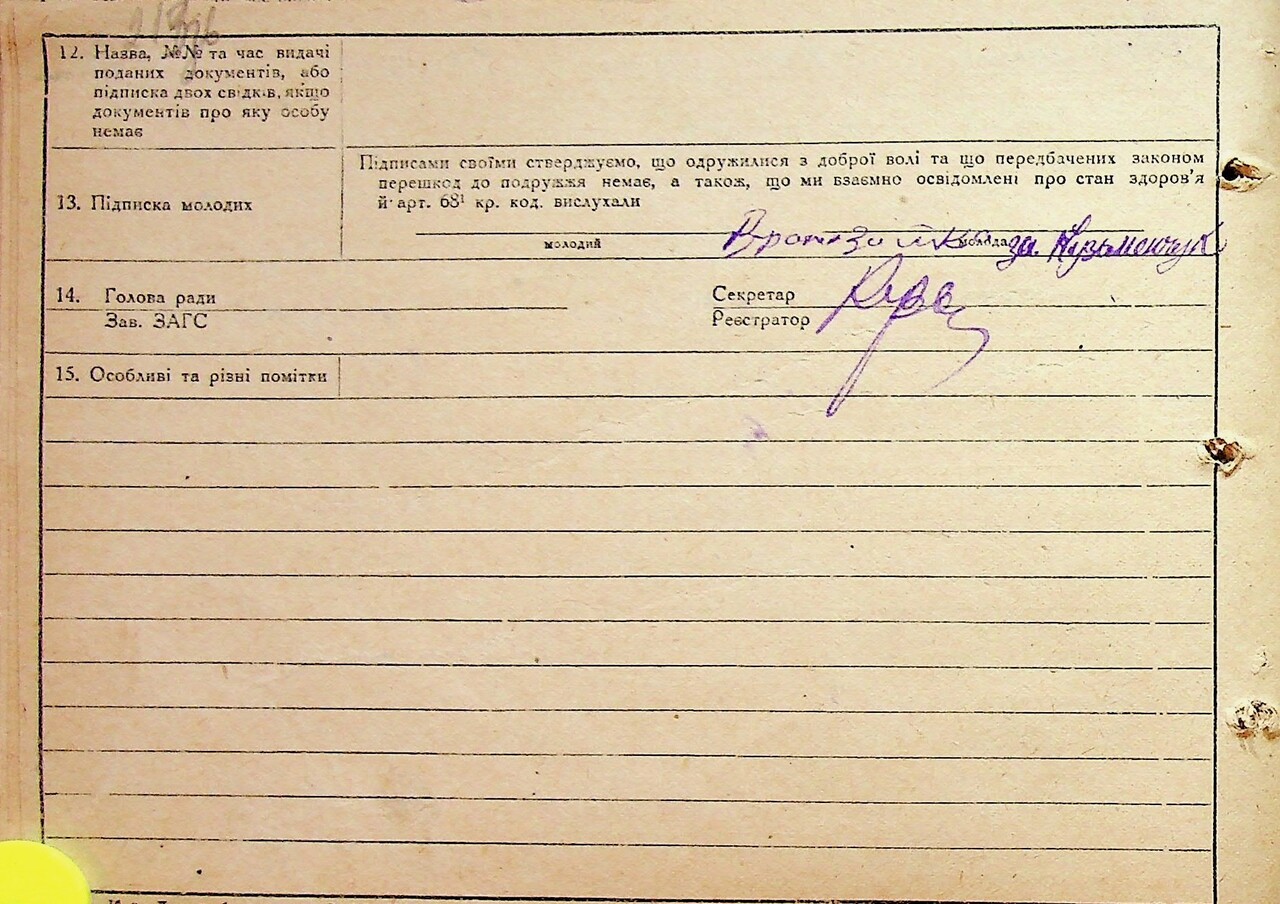 12. Назва, №№ та час видачі
поданих документів, або
підписка двох свідків, якщо
документів про яку особу
немає
Підписами своїми стверджуємо, що одружилися з доброї волі та що передбачених законом
перешкод до подружжя немає, а також, що ми взаємно освідомлені про стан здоров'я
й арт. 68¹ кр. код. вислухали
13. Підписка молодих
молодий
молода
за Кузьменчук
14. Голова ради
Секретар
Зав. ЗАГС
Реєстратор
15. Особливі та різні помітки